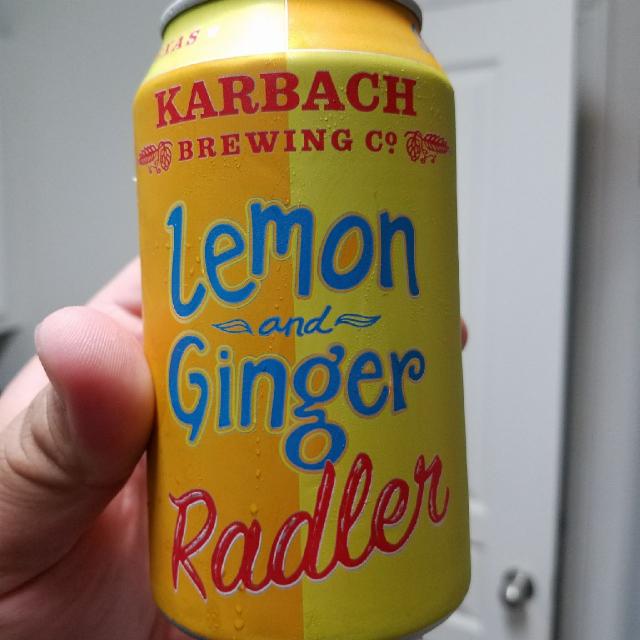 KARBACH
BREWING CO
Lemon
and
Ginger
Radler